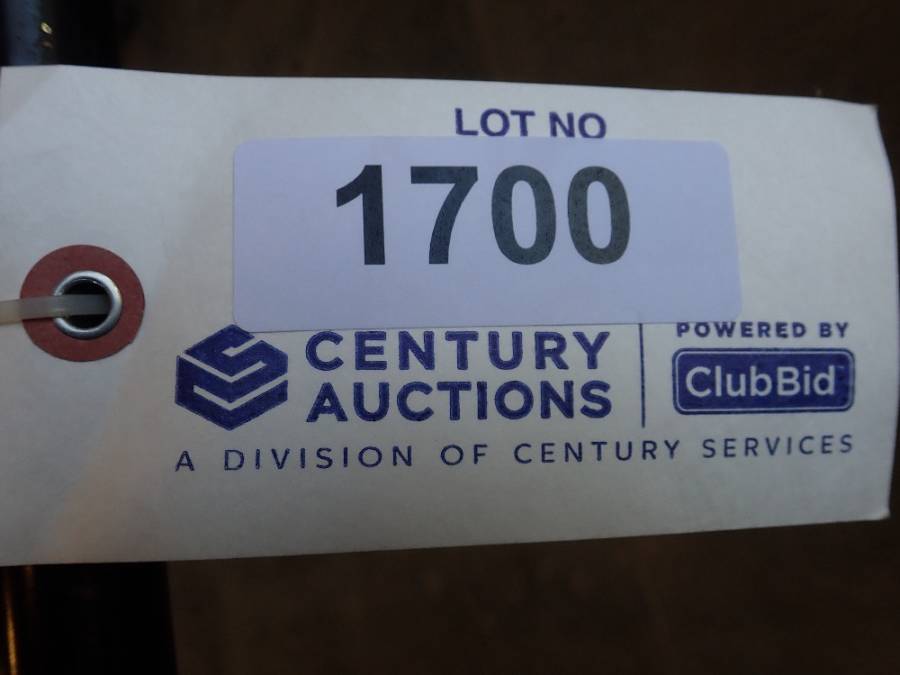 LOT NO
1700
CENTURY
AUCTIONS
POWERED BY
ClubBid
A DIVISION OF CENTURY SERVICES